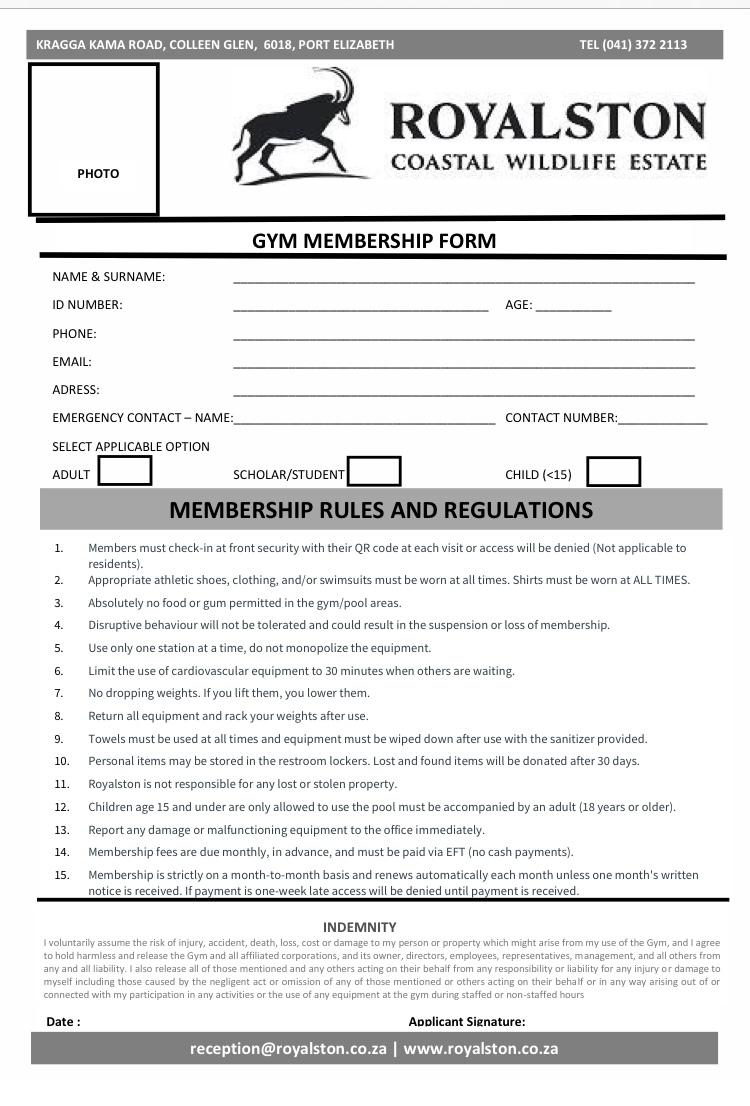 KRAGGA KAMA ROAD, COLLEEN GLEN, 6018, PORT ELIZABETH TEL (041) 372 2113
PHOTO
ROYALSTON
COASTAL WILDLIFE ESTATE
GYM MEMBERSHIP FORM
NAME & SURNAME:
ID NUMBER: AGE:
PHONE:
EMAIL:
ADRESS:
EMERGENCY CONTACT – NAME: CONTACT NUMBER:
SELECT APPLICABLE OPTION
ADULT SCHOLAR/STUDENT CHILD (<15)
MEMBERSHIP RULES AND REGULATIONS
1. Members must check-in at front security with their QR code at each visit or access will be denied (Not applicable to
residents).
2. Appropriate athletic shoes, clothing, and/or swimsuits must be worn at all times. Shirts must be worn at ALL TIMES.
3. Absolutely no food or gum permitted in the gym/pool areas.
4. Disruptive behaviour will not be tolerated and could result in the suspension or loss of membership.
5. Use only one station at a time, do not monopolize the equipment.
6. Limit the use of cardiovascular equipment to 30 minutes when others are waiting.
7. No dropping weights. If you lift them, you lower them.
8. Return all equipment and rack your weights after use.
9. Towels must be used at all times and equipment must be wiped down after use with the sanitizer provided.
10. Personal items may be stored in the restroom lockers. Lost and found items will be donated after 30 days.
11. Royalston is not responsible for any lost or stolen property.
12. Children age 15 and under are only allowed to use the pool must be accompanied by an adult (18 years or older).
13. Report any damage or malfunctioning equipment to the office immediately.
14. Membership fees are due monthly, in advance, and must be paid via EFT (no cash payments).
15. Membership is strictly on a month-to-month basis and renews automatically each month unless one month's written
notice is received. If payment is one-week late access will be denied until payment is received.
INDEMNITY
I voluntarily assume the risk of injury, accident, death, loss, cost or damage to my person or property which might arise from my use of the Gym, and I agree
to hold harmless and release the Gym and all affiliated corporations, and its owner, directors, employees, representatives, management, and all others from
any and all liability. I also release all of those mentioned and any others acting on their behalf from any responsibility or liability for any injury or damage to
myself including those caused by the negligent act or omission of any of those mentioned or others acting on their behalf or in any way arising out of or
connected with my participation in any activities or the use of any equipment at the gym during staffed or non-staffed hours
Date : Applicant Signature:
reception@royalston.co.za | www.royalston.co.za